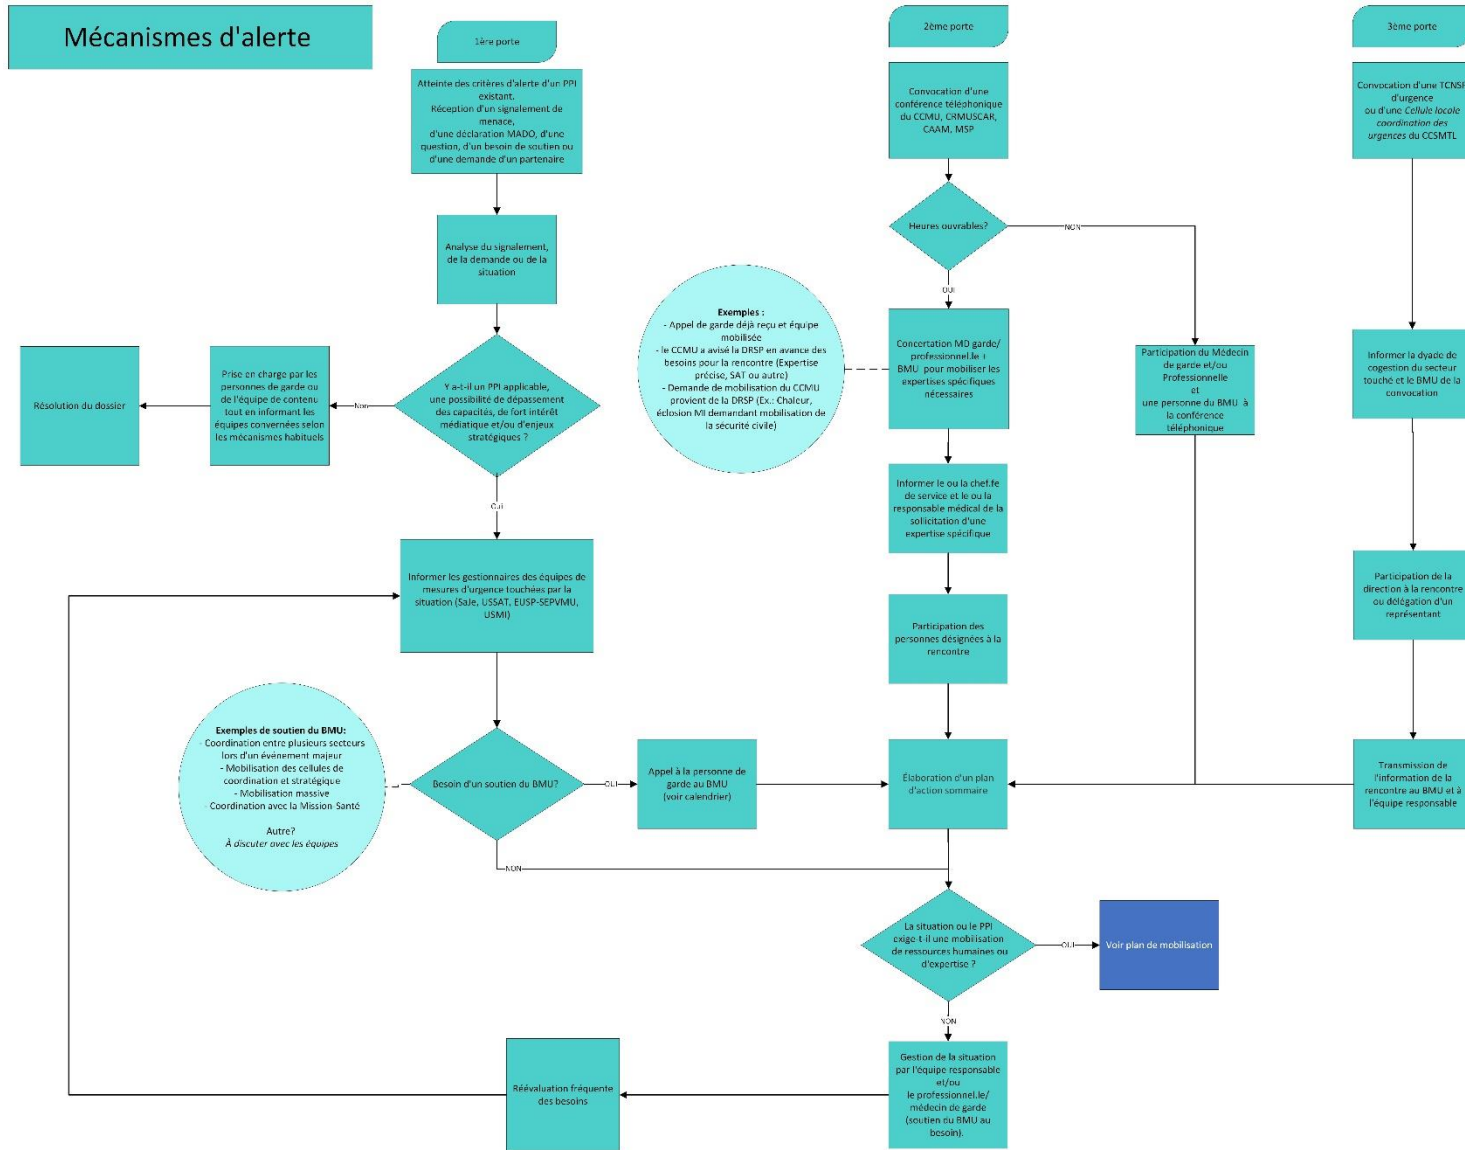 Mécanismes d'alerte
1ère porte
Atteinte des critères d'alerte d'un PPI
existant.
Réception d'un signalement de
menace,
d'une déclaration MADO, d'une
question, d'un besoin de soutien ou
d'une demande d'un partenaire
Analyse du signalement,
de la demande ou de la
situation
Y a-t-il un PPI applicable,
une possibilité de dépassement
des capacités, de fort intérêt
médiatique et/ou d'enjeux
stratégiques ?
Non
Prise en charge par les
personnes de garde ou
de l'équipe de contenu
tout en informant les
équipes convernées selon
les mécanismes habituels
Résolution du dossier
Oui
Informer les gestionnaires des équipes de
mesures d'urgence touchées par la
situation (SaJe, USSAT, EUSP-SEPVMU,
USMI)
Besoin d'un soutien du BMU?
Exemples de soutien du BMU:
- Coordination entre plusieurs secteurs
lors d'un événement majeur
- Mobilisation des cellules de
coordination et stratégique
- Mobilisation massive
- Coordination avec la Mission-Santé
Autre?
À discuter avec les équipes
OUI
Appel à la personne de
garde au BMU
(voir calendrier)
NON
2ème porte
Convocation d'une
conférence téléphonique
du CCMU, CRMUSCAR,
CAAM, MSP
Heures ouvrables?
NON
OUI
Exemples :
- Appel de garde déjà reçu et équipe
mobilisée
- le CCMU a avisé la DRSP en avance des
besoins pour la rencontre (Expertise
précise, SAT ou autre)
- Demande de mobilisation du CCMU
provient de la DRSP (Ex.: Chaleur,
éclosion MI demandant mobilisation de
la sécurité civile)
Concertation MD garde/
professionnel.le +
BMU pour mobiliser les
expertises spécifiques
nécessaires
Informer le ou la chef.fe
de service et le ou la
responsable médical de la
sollicitation d'une
expertise spécifique
Participation des
personnes désignées à la
rencontre
Élaboration d'un plan
d'action sommaire
Participation du Médecin
de garde et/ou
Professionnelle
et
une personne du BMU à
la conférence
téléphonique
3ème porte
Convocation d'une
d'urgence
ou d'une Cellule locale
coordination des
urgences du CCSMTL
Informer la dyade de
cogestion du secteur
touché et le BMU de la
convocation
Participation de la
direction à la rencontre
ou délégation d'un
représentant
Transmission de
l'information de la
rencontre au BMU et à
l'équipe responsable
La situation ou le PPI
exige-t-il une mobilisation
de ressources humaines ou
d'expertise ?
OUI
Voir plan de mobilisation
NON
Gestion de la situation
par l'équipe responsable
et/ou
le professionnel.le/
médecin de garde
(soutien du BMU au
besoin).
Réévaluation fréquente
des besoins